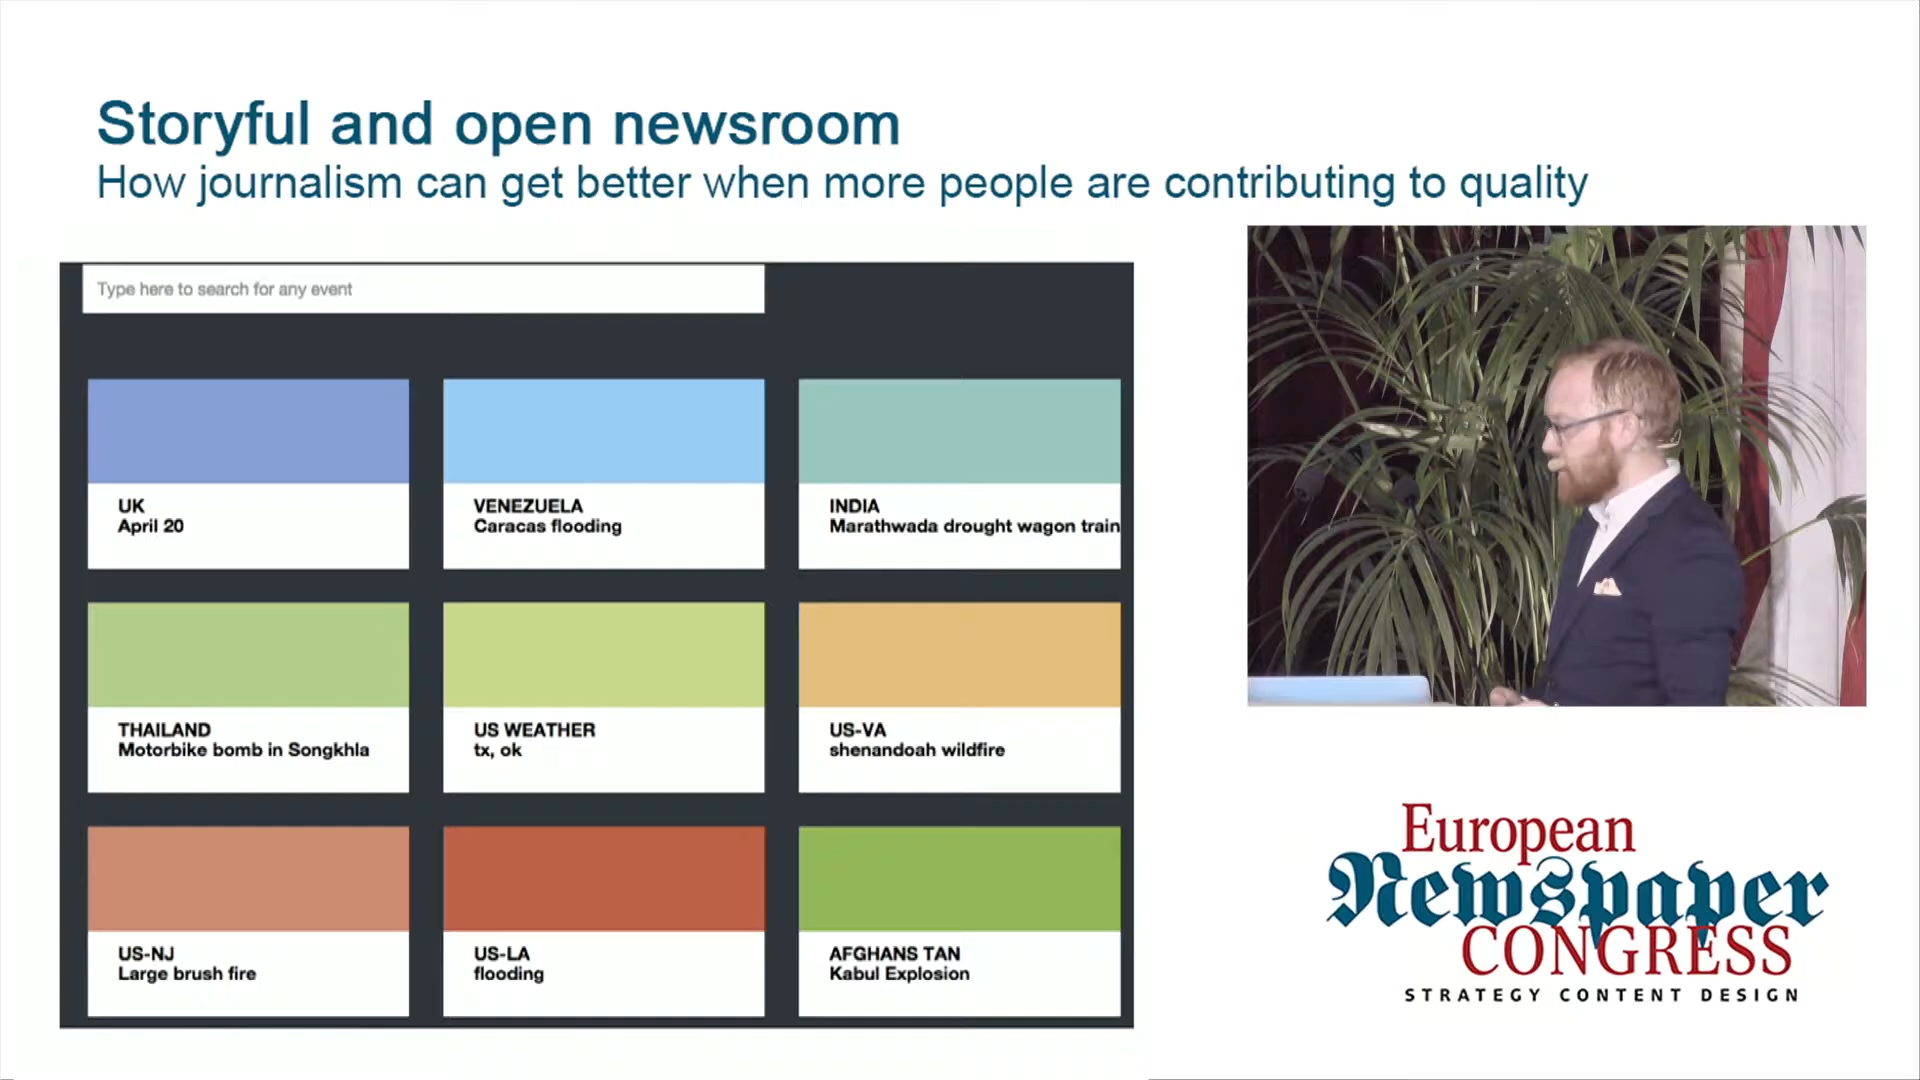 Storyful and open newsroom
How journalism can get better when more people are contributing to quality
Type here to search for any event
UK
April 20
VENEZUELA
Caracas flooding
INDIA
Marathwada drought wagon train
THAILAND
Motorbike bomb in Songkhla
US WEATHER
tx, ok
US-VA
shenandoah wildfire
US-NJ
Large brush fire
US-LA
flooding
AFGHANS TAN
Kabul Explosion
European
Newspaper
CONGRESS
STRATEGY CONTENT DESIGN